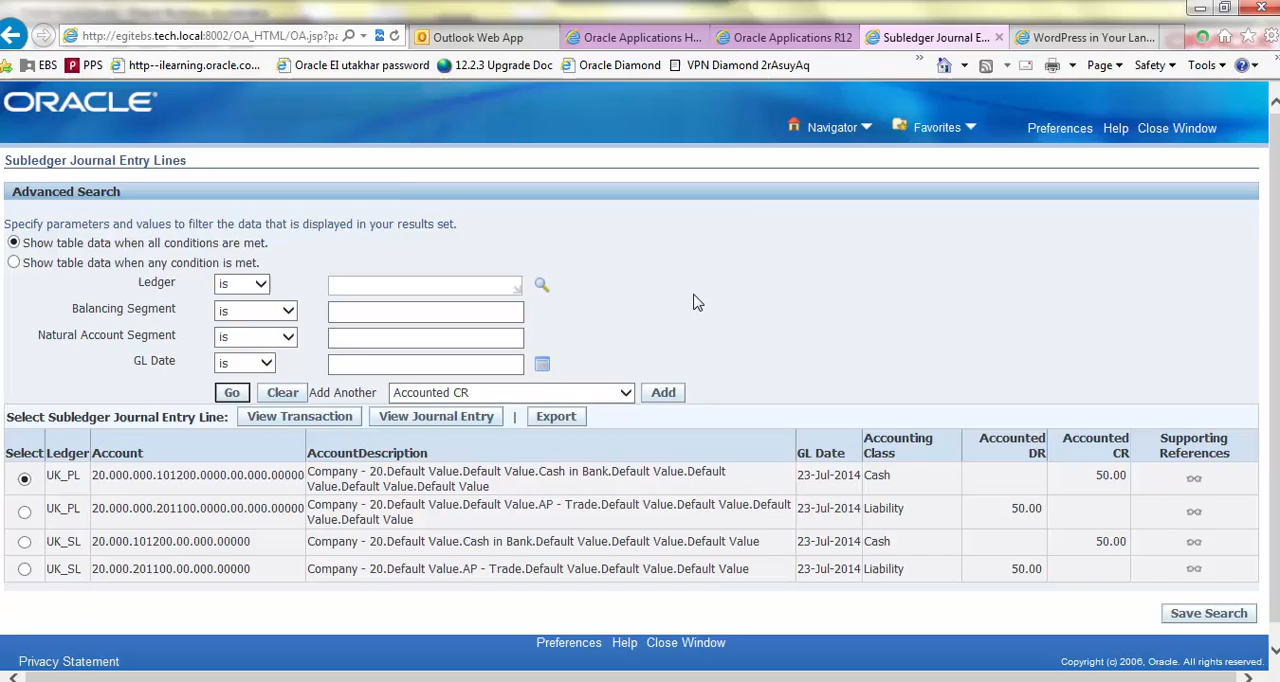 http://egitebs.tech.local:8002/OA_HTML/OA.jsp?pa
Outlook Web App
Oracle Applications H...
Oracle Applications R12
Subledger Journal E...
WordPress in Your Lan...
EBS
PPS
http--ilearning.oracle.co...
Oracle EI utakhar password
12.2.3 Upgrade Doc
Oracle Diamond
VPN Diamond 2rAsuyAq
Page
Safety
Tools
ORACLE
Navigator
Favorites
Preferences
Help
Close Window
Subledger Journal Entry Lines
Advanced Search
Specify parameters and values to filter the data that is displayed in your results set.
Show table data when all conditions are met.
Show table data when any condition is met.
Ledger is
Balancing Segment is
Natural Account Segment is
GL Date is
Go Clear Add Another Accounted CR Add
Select Subledger Journal Entry Line: View Transaction View Journal Entry | Export
Select Ledger Account AccountDescription GL Date Accounting Class Accounted DR Accounted CR Supporting References
UK_PL 20.000.000.101200.0000.00.000.00000 Company - 20.Default Value.Default Value.Cash in Bank.Default Value.Default 23-Jul-2014 Cash 50.00
Value.Default Value.Default Value
UK_PL 20.000.000.201100.0000.00.000.00000 Company - 20.Default Value.Default Value.AP - Trade.Default Value.Default Value.Default 23-Jul-2014 Liability 50.00
Value.Default Value
UK_SL 20.000.101200.00.000.00000 Company - 20.Default Value.Cash in Bank.Default Value.Default Value.Default Value 23-Jul-2014 Cash 50.00
UK_SL 20.000.201100.00.000.00000 Company - 20.Default Value.AP - Trade.Default Value.Default Value.Default Value 23-Jul-2014 Liability 50.00
Save Search
Preferences Help Close Window
Privacy Statement
Copyright (c) 2006, Oracle. All rights reserved.